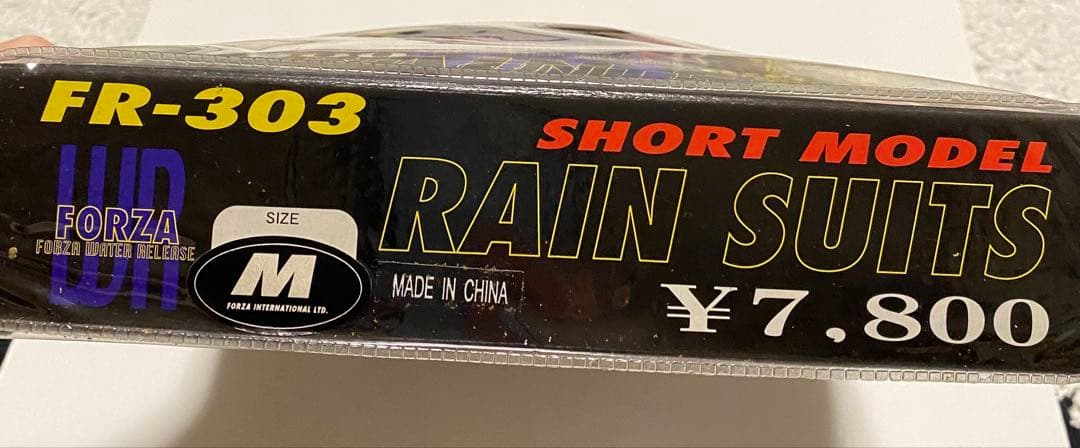 FR-303
WR
FORZA
FORZA WATER RELEASE
SIZE
M
FORZA INTERNATIONAL LTD.
MADE IN CHINA
SHORT MODEL
RAIN SUITS
¥7,800